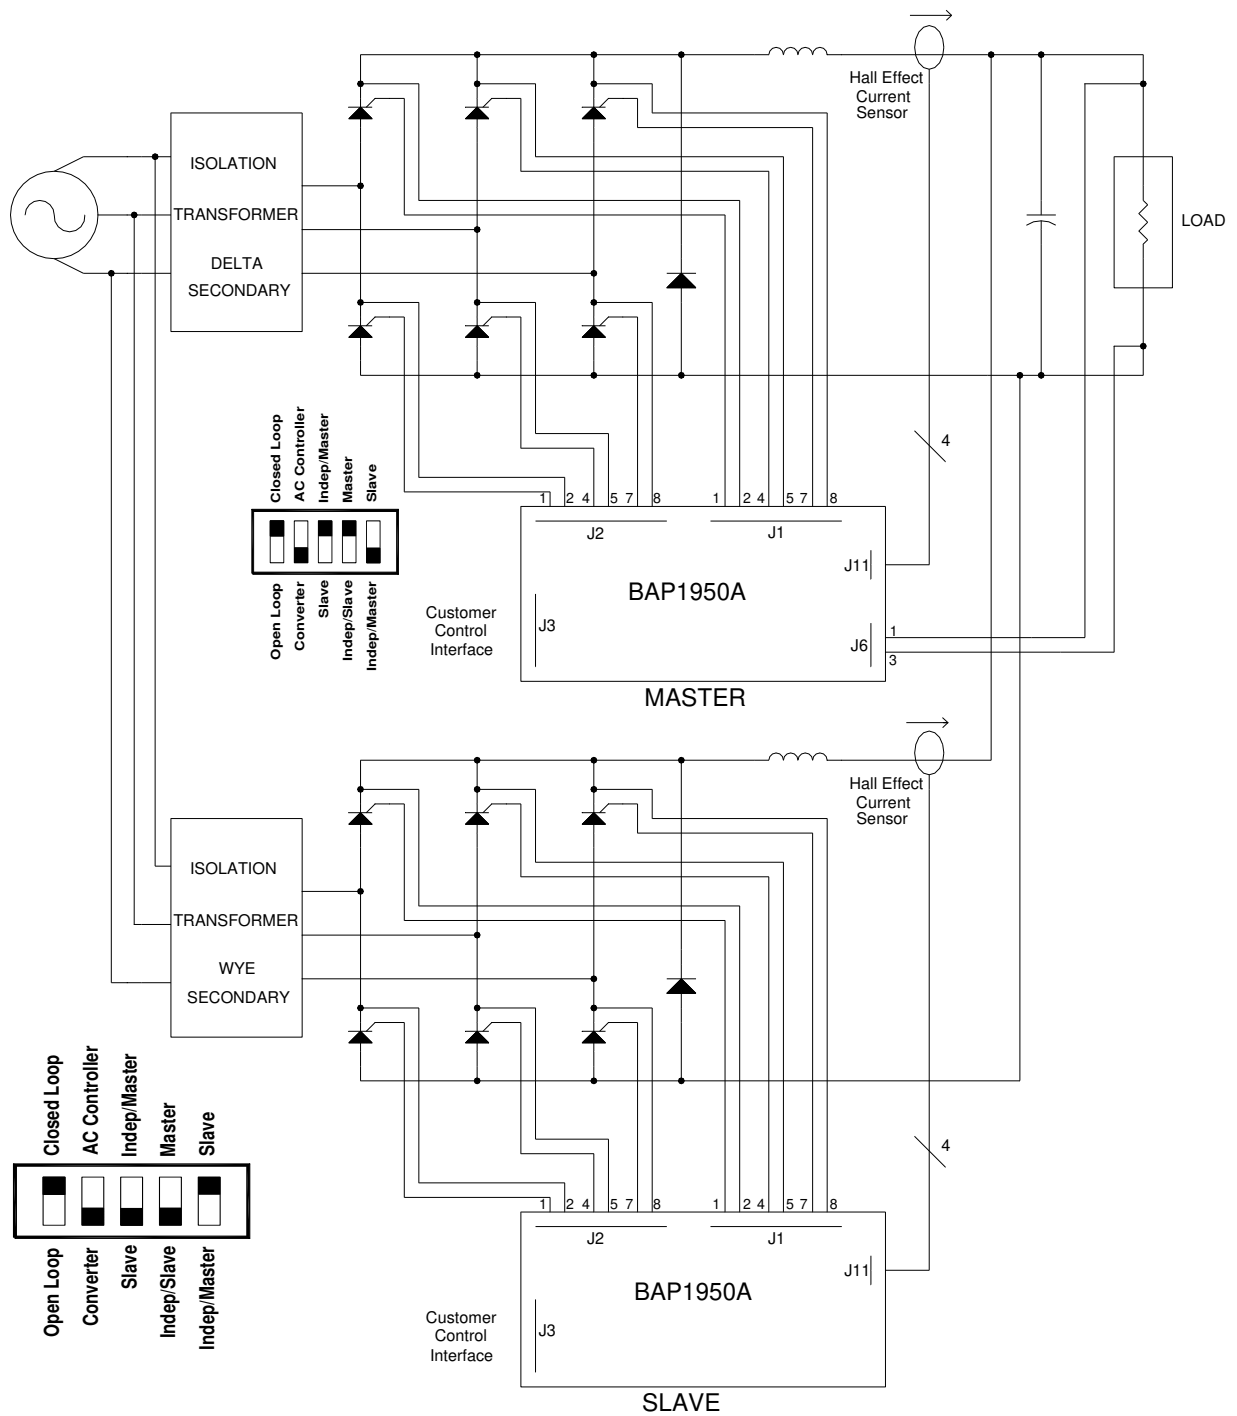 Hall Effect
Current
Sensor
ISOLATION
TRANSFORMER
DELTA
SECONDARY
LOAD
4
Closed Loop
AC Controller
Indep/Master
Master
Slave
Open Loop
Converter
Slave
Indep/Slave
Indep/Master
1 2 4 5 7 8
1 2 4 5 7 8
J2
J1
J11
BAP1950A
Customer
Control
Interface
J3
J6
1
3
MASTER
Hall Effect
Current
Sensor
ISOLATION
TRANSFORMER
WYE
SECONDARY
4
Closed Loop
AC Controller
Indep/Master
Master
Slave
Open Loop
Converter
Slave
Indep/Slave
Indep/Master
1 2 4 5 7 8
1 2 4 5 7 8
J2
J1
J11
BAP1950A
Customer
Control
Interface
J3
SLAVE